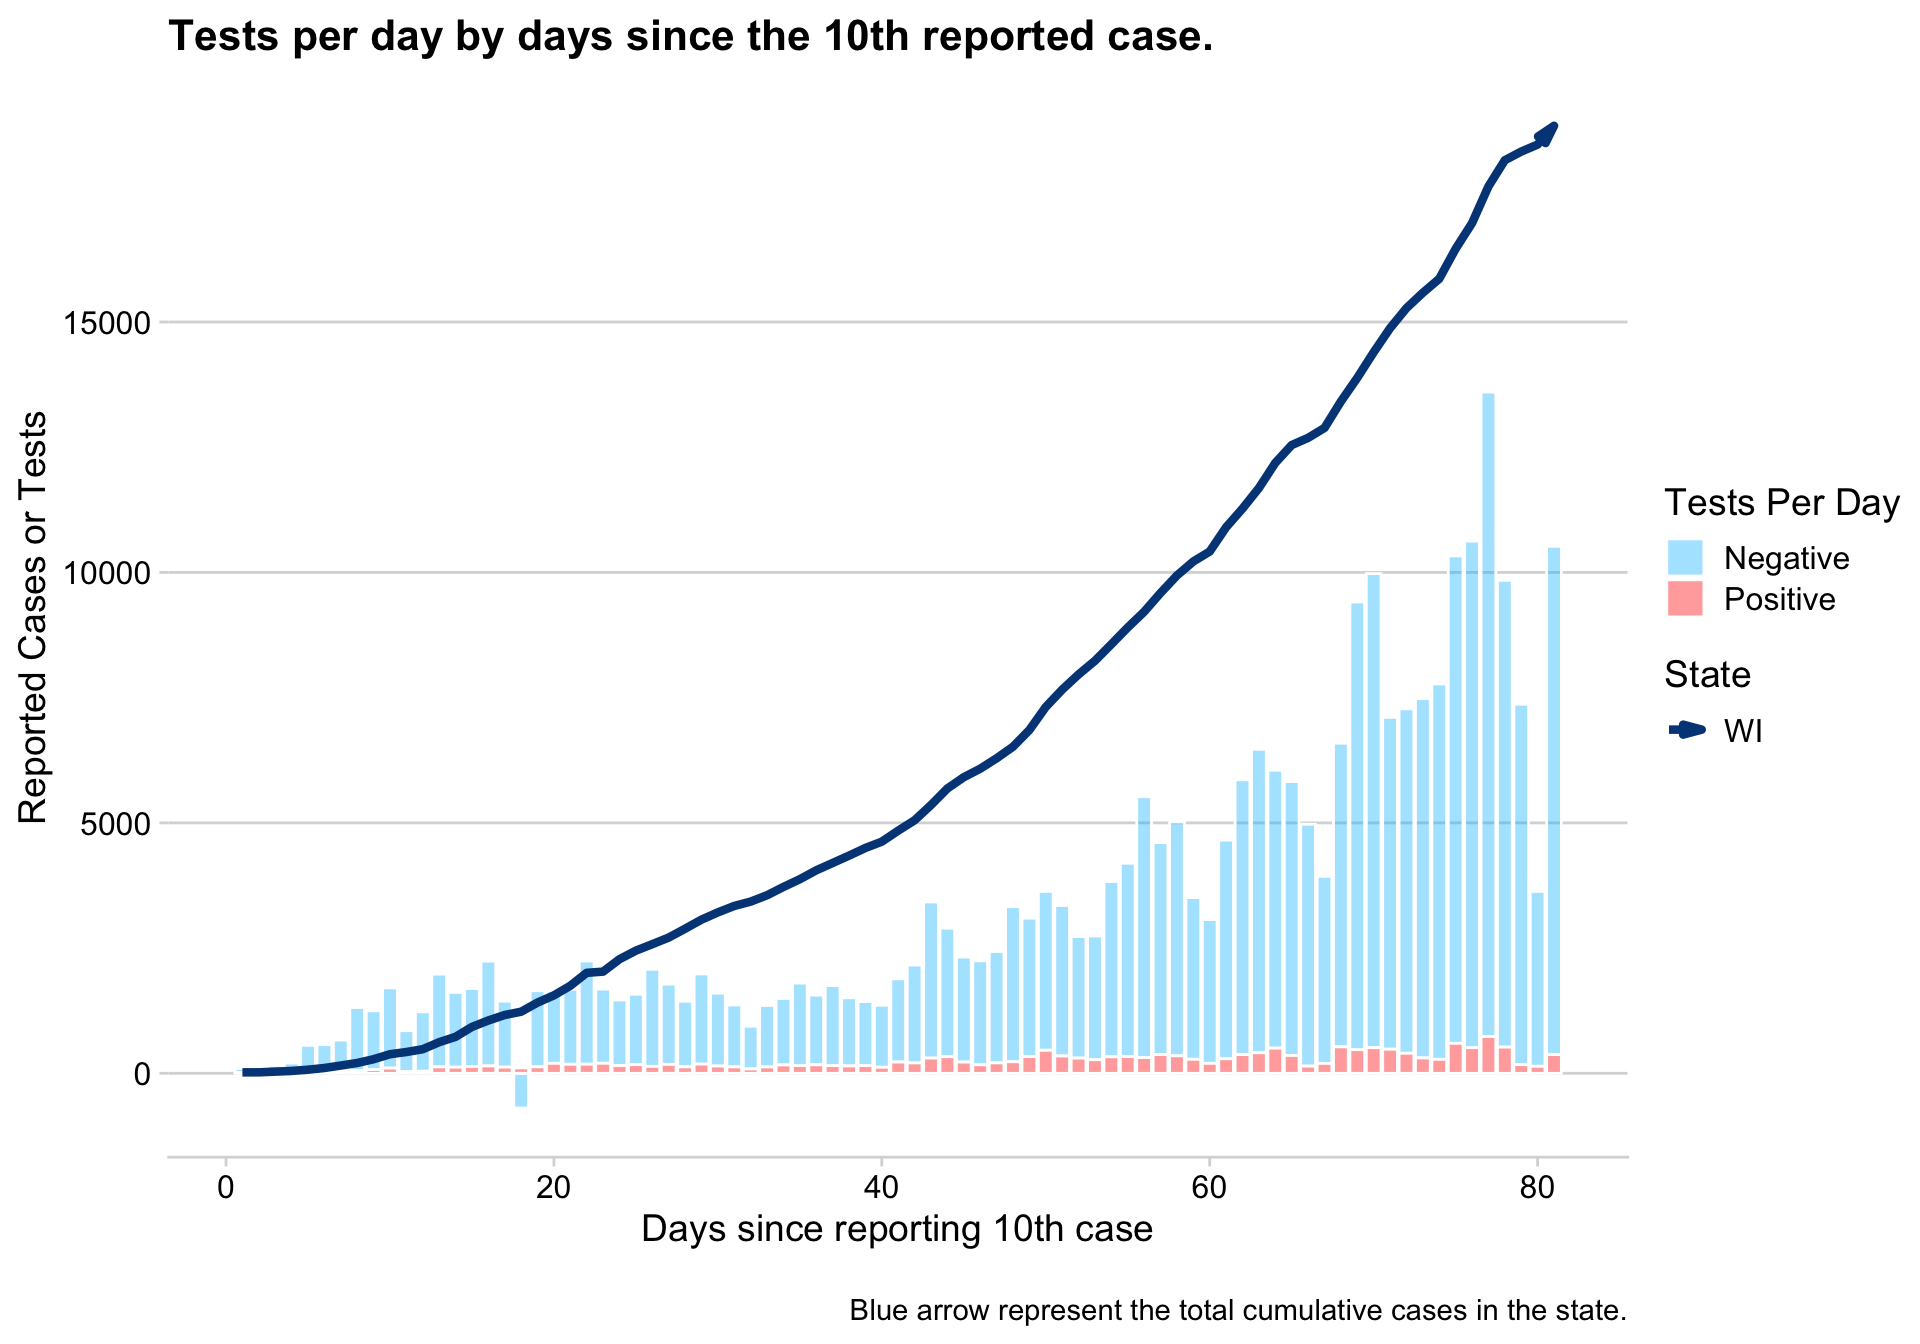 Tests per day by days since the 10th reported case.
Reported Cases or Tests
15000
10000
5000
0
0 20 40 60 80
Days since reporting 10th case
Tests Per Day
Negative
Positive
State
WI
Blue arrow represent the total cumulative cases in the state.